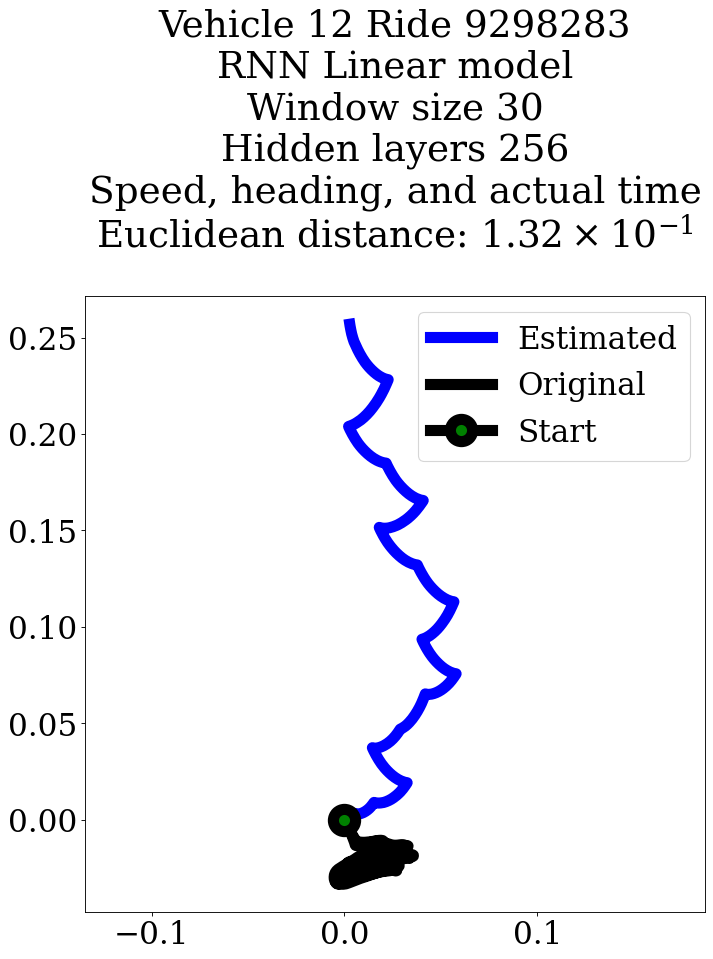 Vehicle 12 Ride 9298283
RNN Linear model
Window size 30
Hidden layers 256
Speed, heading, and actual time
Euclidean distance: 1.32 × 10⁻¹
Estimated
Original
Start
0.25
0.20
0.15
0.10
0.05
0.00
−0.1
0.0
0.1